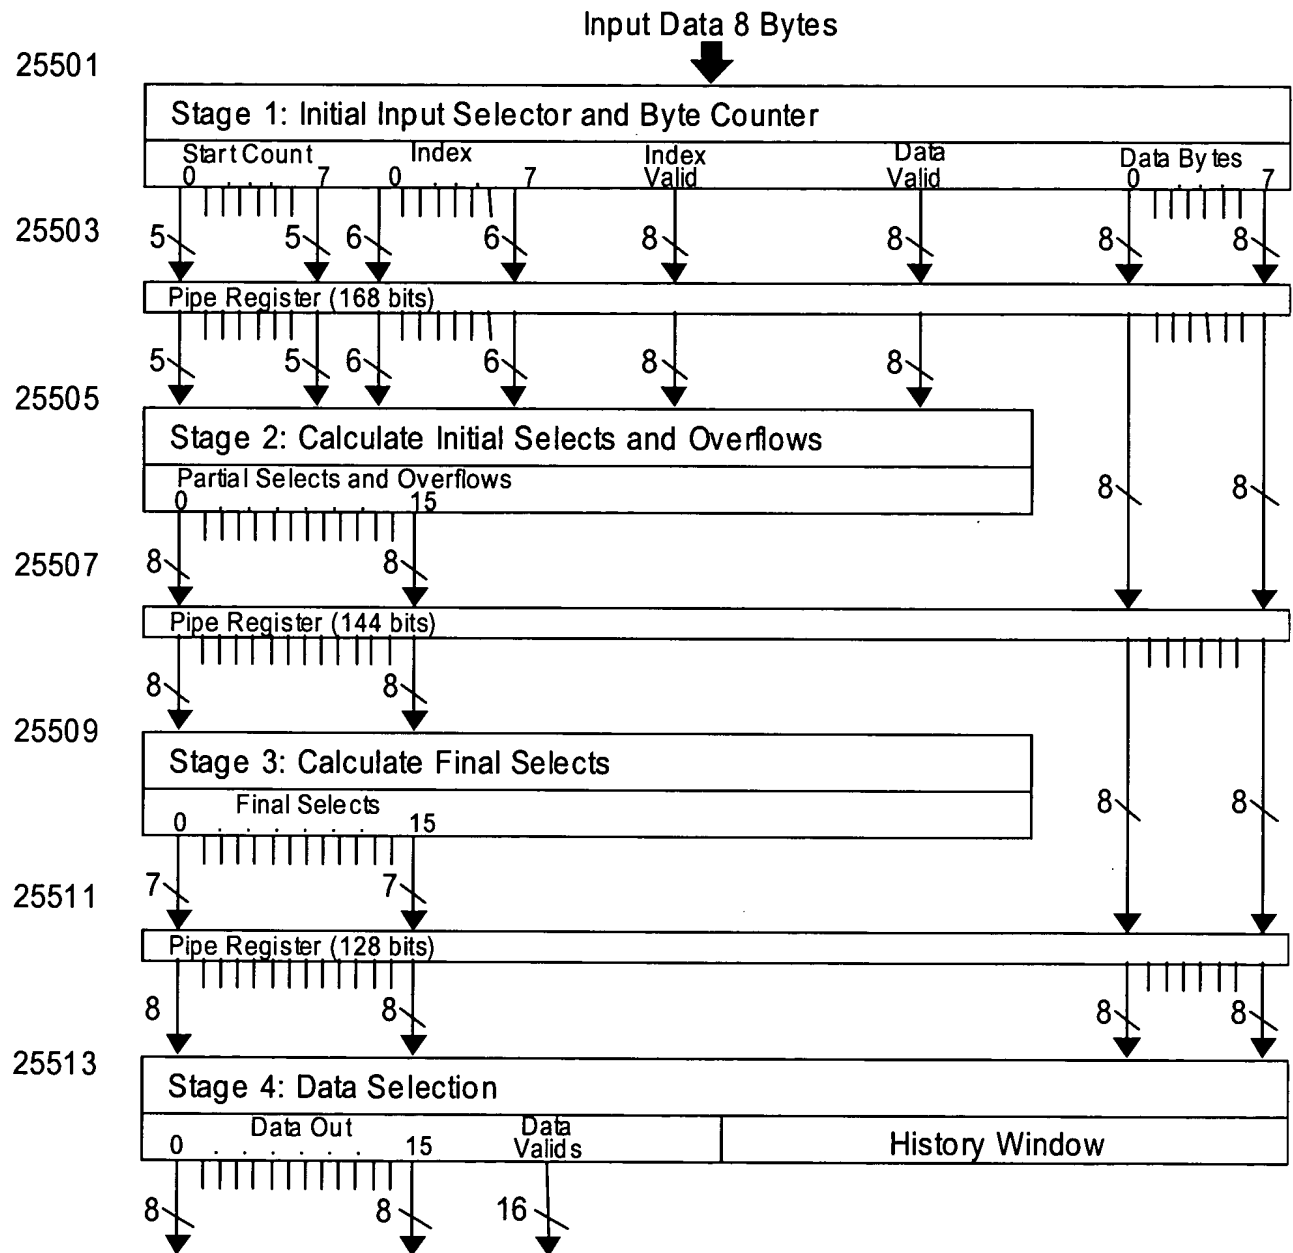 Input Data 8 Bytes
25501
Stage 1: Initial Input Selector and Byte Counter
Start Count Index Index Valid Data Valid Data Bytes
0 7 0 7 0 7
25503
5 5 6 6 8 8 8 8
Pipe Register (168 bits)
5 5 6 6 8 8
25505
Stage 2: Calculate Initial Selects and Overflows
Partial Selects and Overflows
0 15
8 8
25507
8 8
Pipe Register (144 bits)
8 8
25509
Stage 3: Calculate Final Selects
Final Selects
0 15
8 8
25511
7 7
Pipe Register (128 bits)
8 8 8 8
25513
Stage 4: Data Selection
Data Out Data Valids History Window
0 15
8 8 16